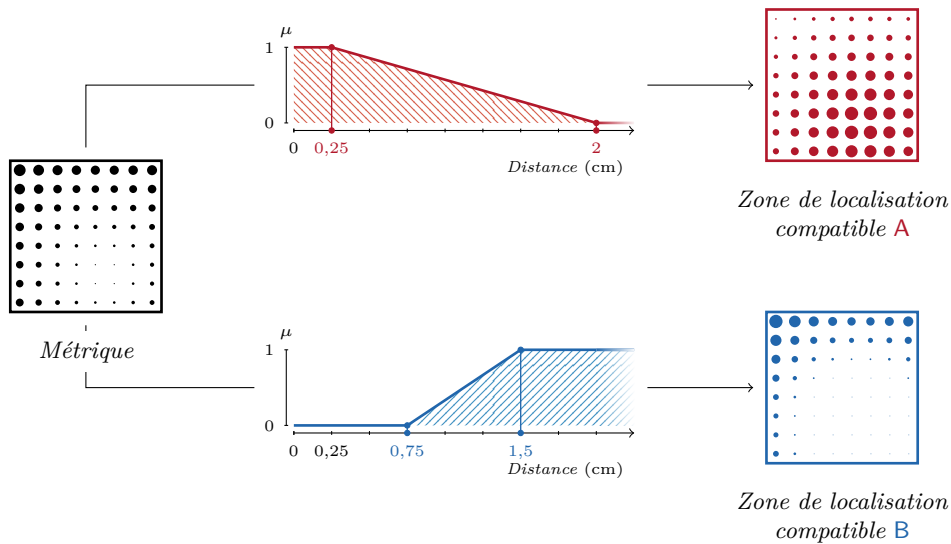 μ
1
0
0 0,25 2
Distance (cm)
Zone de localisation
compatible A
Métrique
μ
1
0
0 0,25 0,75 1,5
Distance (cm)
Zone de localisation
compatible B